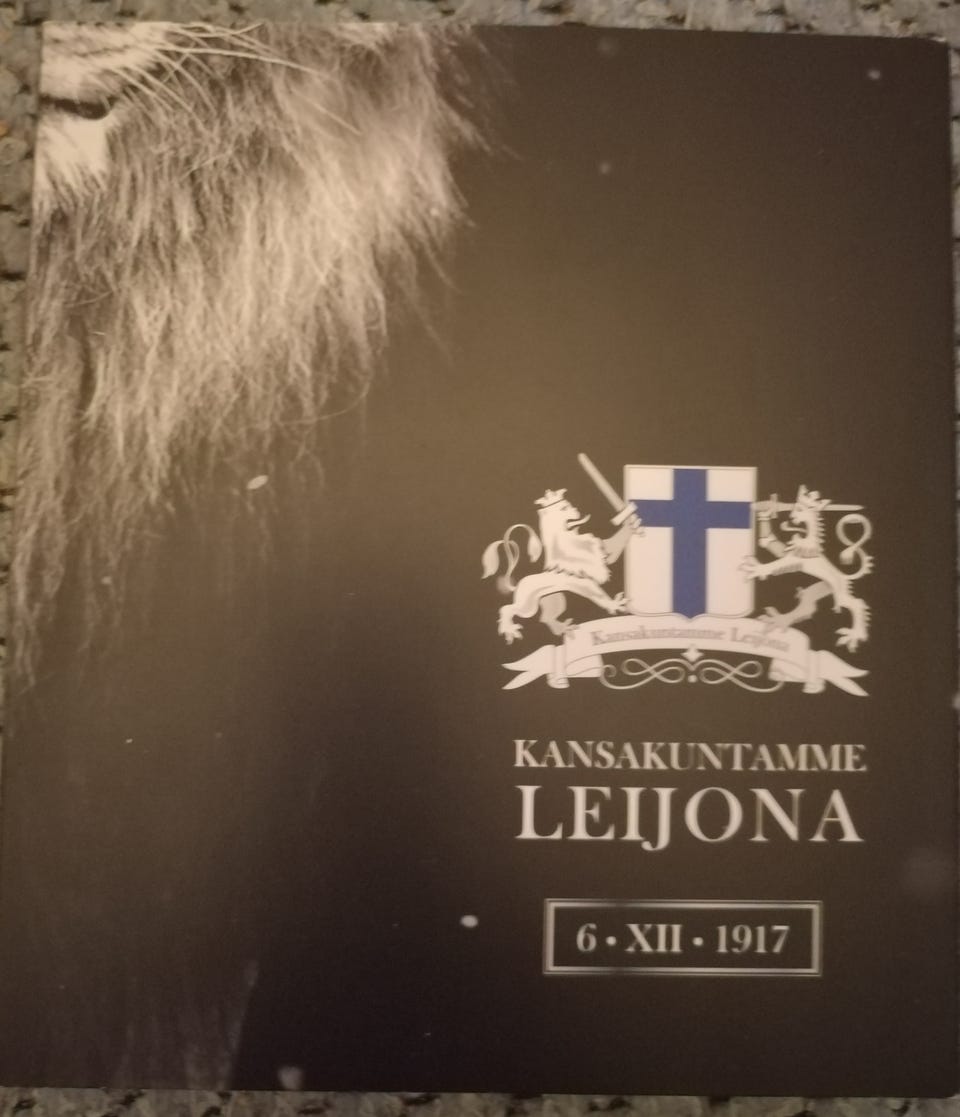 Kansakuntamme Leijona
KANSAKUNTAMME
LEIJONA
6 • XII • 1917